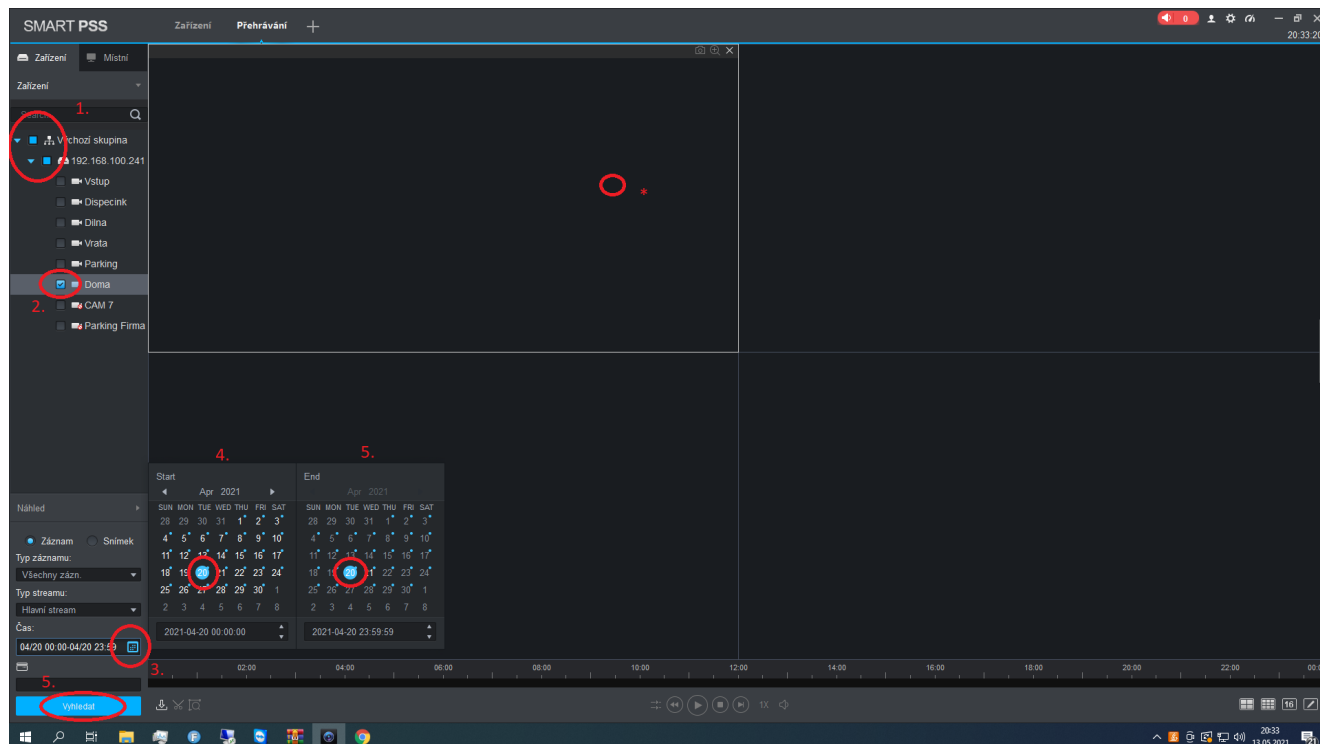 SMART PSS
Zařízení
Přehrávání
0
20:33:20
Zařízení
Místní
Zařízení
1.
Search...
Výchozí skupina
192.168.100.241
Vstup
Dispecink
Dilna
Vrata
Parking
Doma
2.
CAM 7
Parking Firma
*
4.
5.
Start
End
Apr 2021
Apr 2021
SUN MON TUE WED THU FRI SAT
SUN MON TUE WED THU FRI SAT
28 29 30 31 1 2 3
28 29 30 31 1 2 3
4 5 6 7 8 9 10
4 5 6 7 8 9 10
11 12 13 14 15 16 17
11 12 13 14 15 16 17
18 19 20 21 22 23 24
18 19 20 21 22 23 24
25 26 27 28 29 30 1
25 26 27 28 29 30 1
2 3 4 5 6 7 8
2 3 4 5 6 7 8
2021-04-20 00:00:00
2021-04-20 23:59:59
Náhled
Záznam
Snímek
Typ záznamu:
Všechny zázn.
Typ streamu:
Hlavní stream
Čas:
04/20 00:00-04/20 23:59
3.
02:00 04:00 06:00 08:00 10:00 12:00 14:00 16:00 18:00 20:00 22:00
5.
Vyhledat
1X
16
20:33
13.05.2021
21